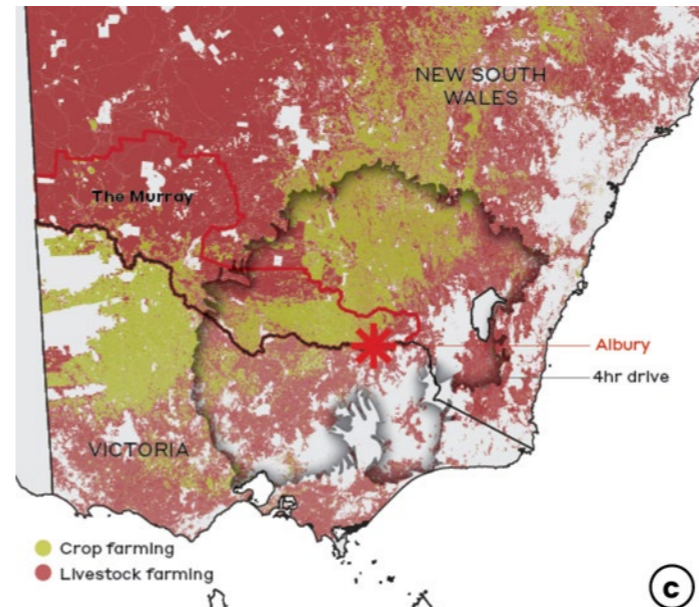 NEW SOUTH
WALES
The Murray
Albury
4hr drive
VICTORIA
Crop farming
Livestock farming
c